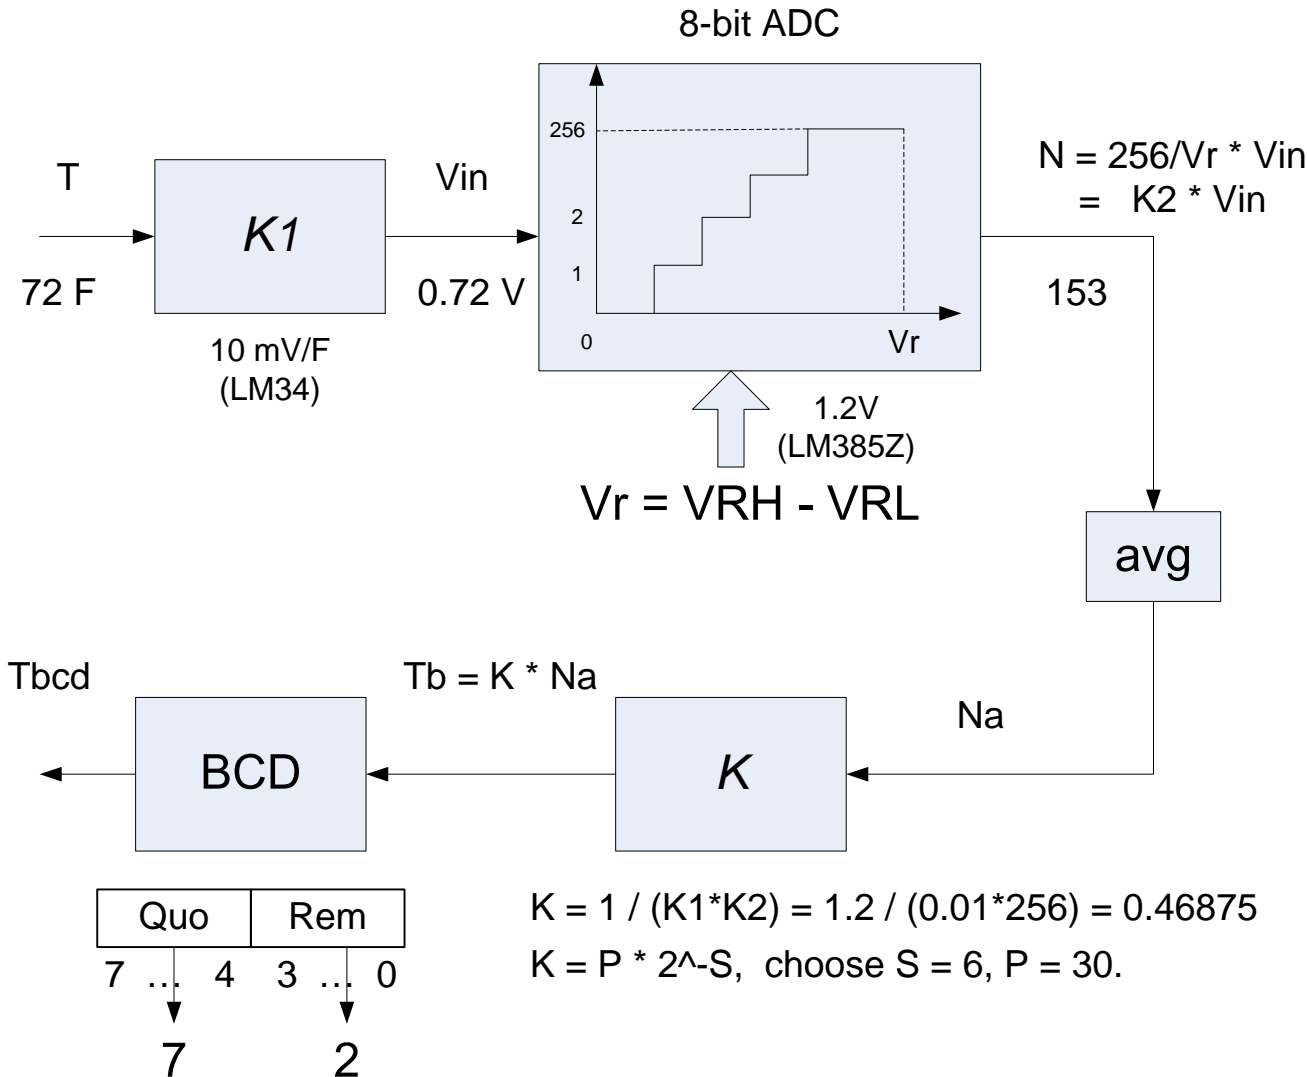 8-bit ADC
256
2
1
0
Vr
T
K1
72 F
10 mV/F
(LM34)
Vin
0.72 V
1.2V
(LM385Z)
Vr = VRH - VRL
N = 256/Vr * Vin
= K2 * Vin
153
avg
Na
K
Tb = K * Na
BCD
Tbcd
Quo Rem
7 ... 4 3 ... 0
7 2
K = 1 / (K1*K2) = 1.2 / (0.01*256) = 0.46875
K = P * 2^-S, choose S = 6, P = 30.